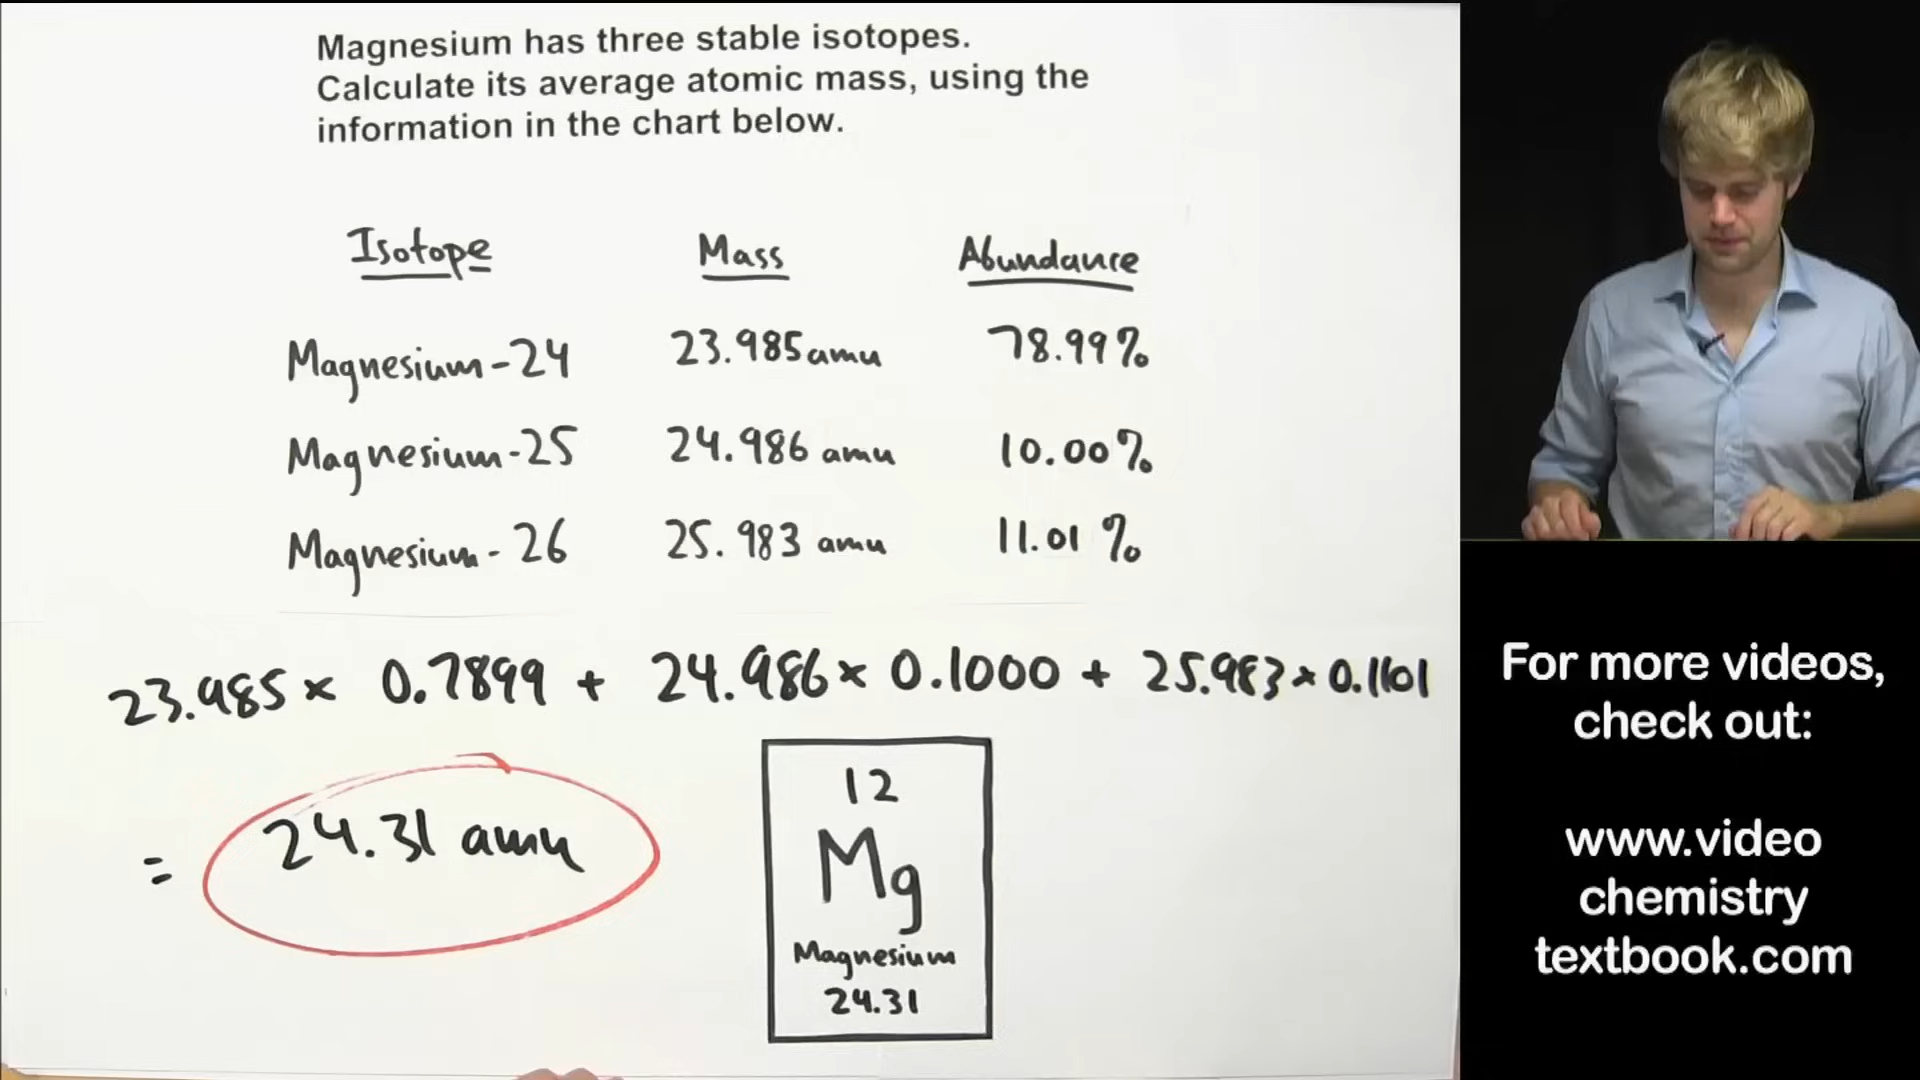 Magnesium has three stable isotopes.
Calculate its average atomic mass, using the
information in the chart below.
Isotope Mass Abundance
Magnesium-24 23.985 amu 78.99%
Magnesium-25 24.986 amu 10.00%
Magnesium-26 25.983 amu 11.01%
23.985 × 0.7899 + 24.986 × 0.1000 + 25.983 × 0.1101
= 24.31 amu
12
Mg
Magnesium
24.31
For more videos,
check out:
www.video
chemistry
textbook.com